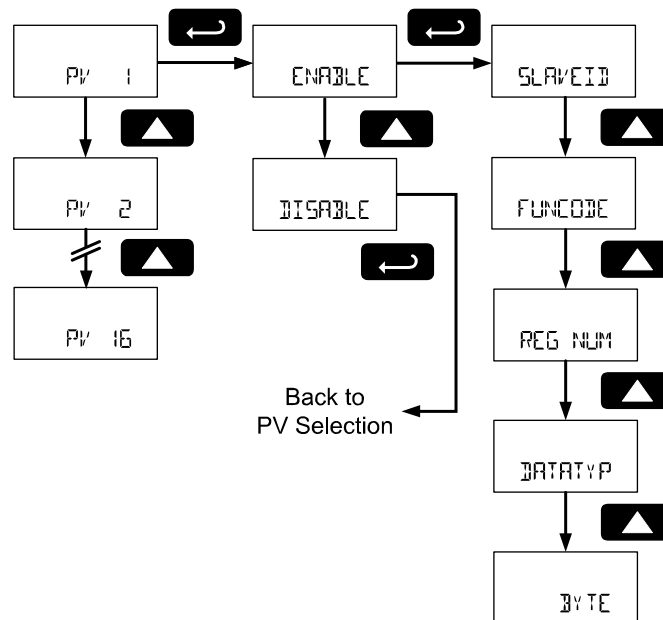 PV 1
ENABLE
SLAVEID
PV 2
DISABLE
FUNCODE
PV 16
REG NUM
Back to
PV Selection
DATATYP
BYTE